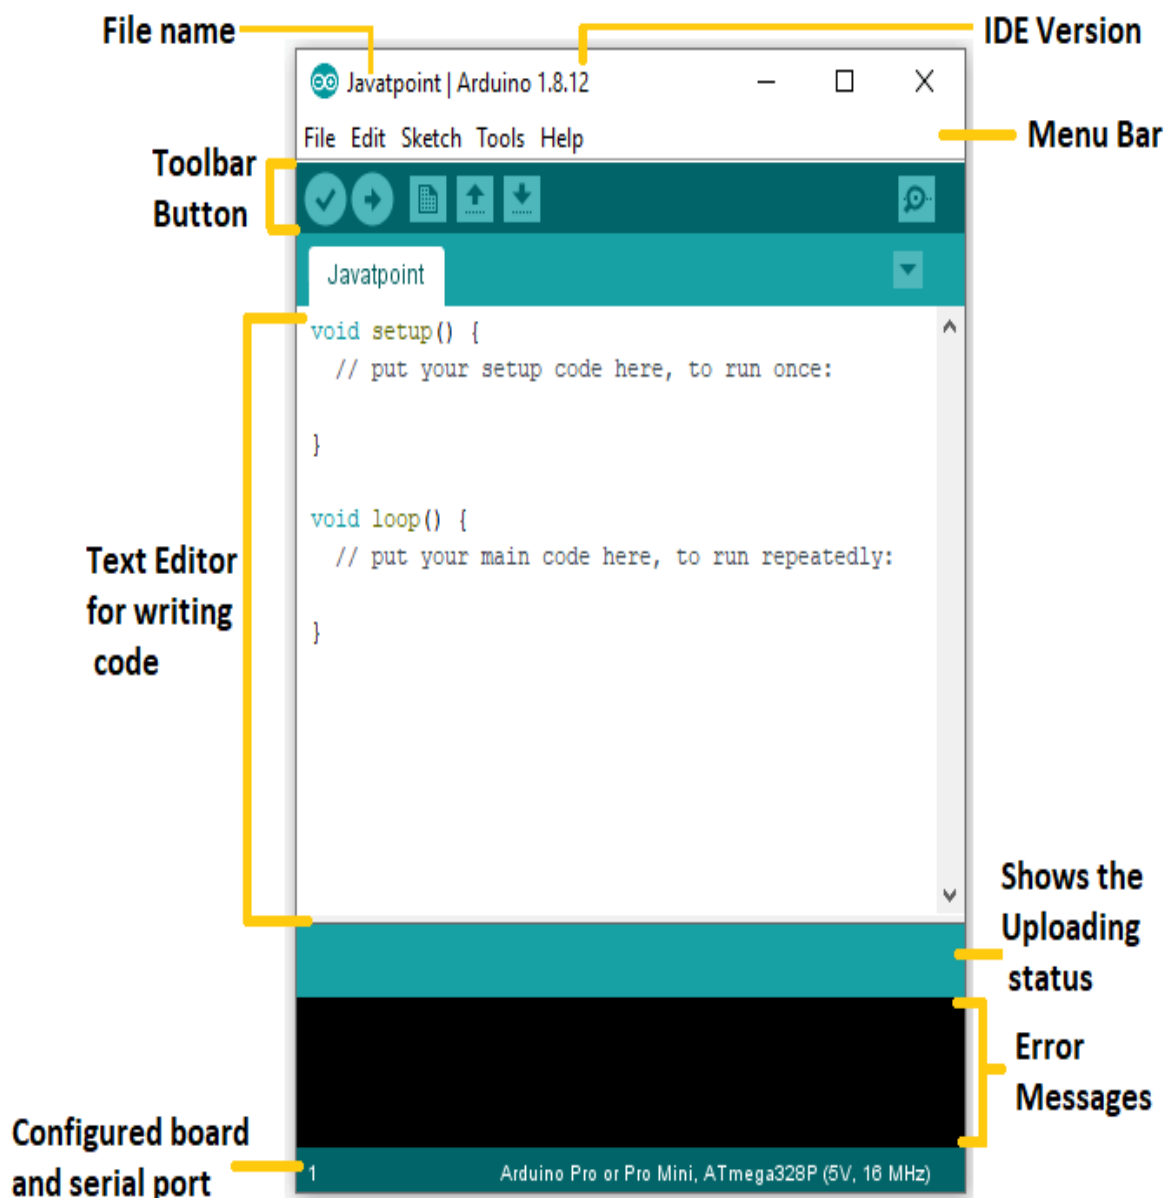 File name
IDE Version
Javatpoint | Arduino 1.8.12
File Edit Sketch Tools Help
Menu Bar
Toolbar
Button
Javatpoint
void setup() {
// put your setup code here, to run once:
}
void loop() {
// put your main code here, to run repeatedly:
}
Text Editor
for writing
code
Shows the
Uploading
status
Error
Messages
Configured board
and serial port
1
Arduino Pro or Pro Mini, ATmega328P (5V, 16 MHz)